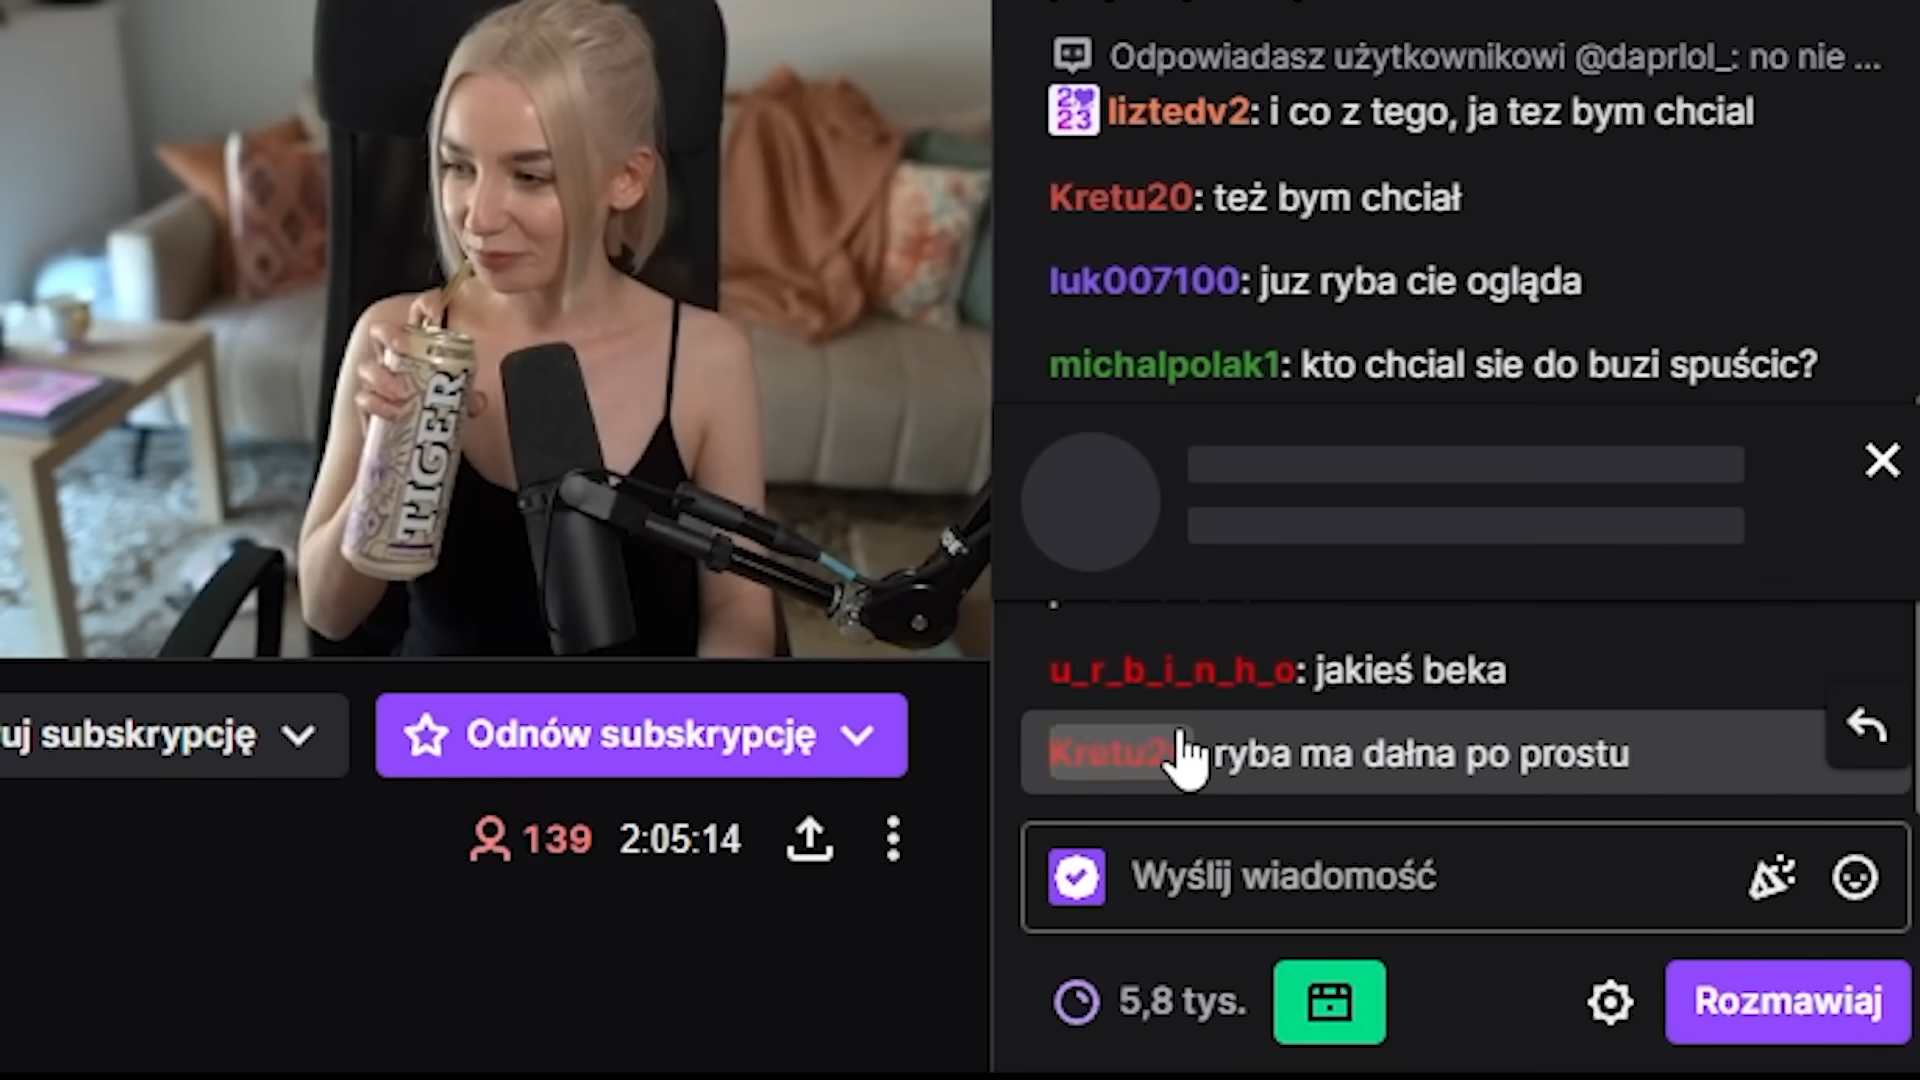 Odpowiadasz użytkownikowi @daprlol_: no nie ...
liztedv2: i co z tego, ja tez bym chcial
Kretu20: też bym chciał
luk007100: juz ryba cie ogląda
michalpolak1: kto chcial sie do buzi spuścic?
TIGER
u_r_b_i_n_h_o: jakieś beka
ryba ma dałna po prostu
uj subskrypcję
Odnów subskrypcję
139 2:05:14
Wyślij wiadomość
5,8 tys.
Rozmawiaj